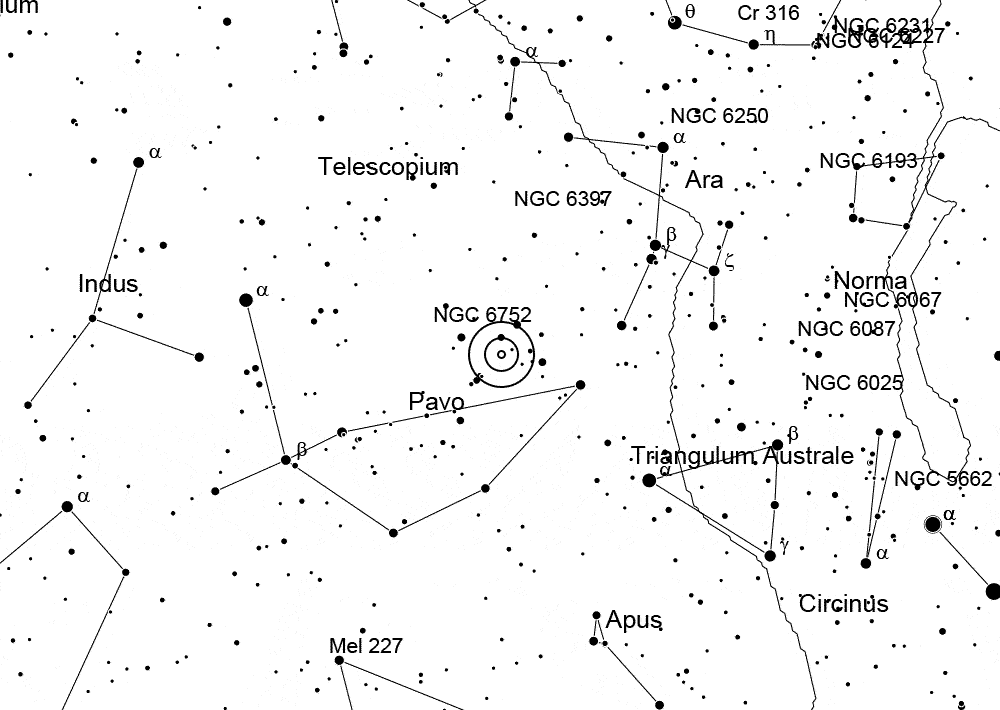 ium
θ
Cr 316
η
NGC 6231
NGC 6227
NGC 6124
α
NGC 6250
α
α
Telescopium
NGC 6193
Ara
NGC 6397
β
γ
ζ
Indus
α
Norma
NGC 6067
NGC 6752
NGC 6087
NGC 6025
Pavo
β
β
Triangulum Australe
α
NGC 5662
α
α
γ
α
Circinus
Apus
Mel 227